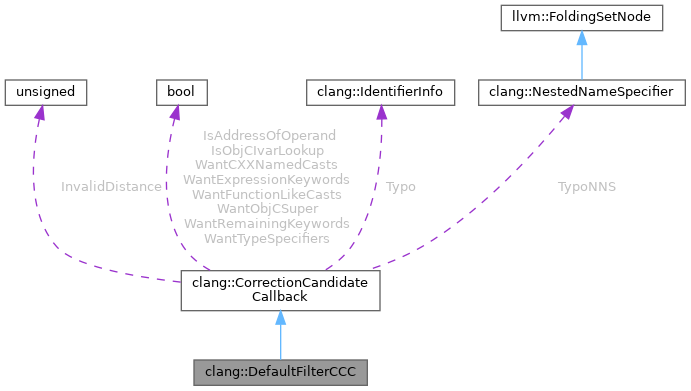 llvm::FoldingSetNode
unsigned
bool
clang::IdentifierInfo
clang::NestedNameSpecifier
InvalidDistance
IsAddressOfOperand
IsObjCIvarLookup
WantCXXNamedCasts
WantExpressionKeywords
WantFunctionLikeCasts
WantObjCSuper
WantRemainingKeywords
WantTypeSpecifiers
Typo
TypoNNS
clang::CorrectionCandidate
Callback
clang::DefaultFilterCCC